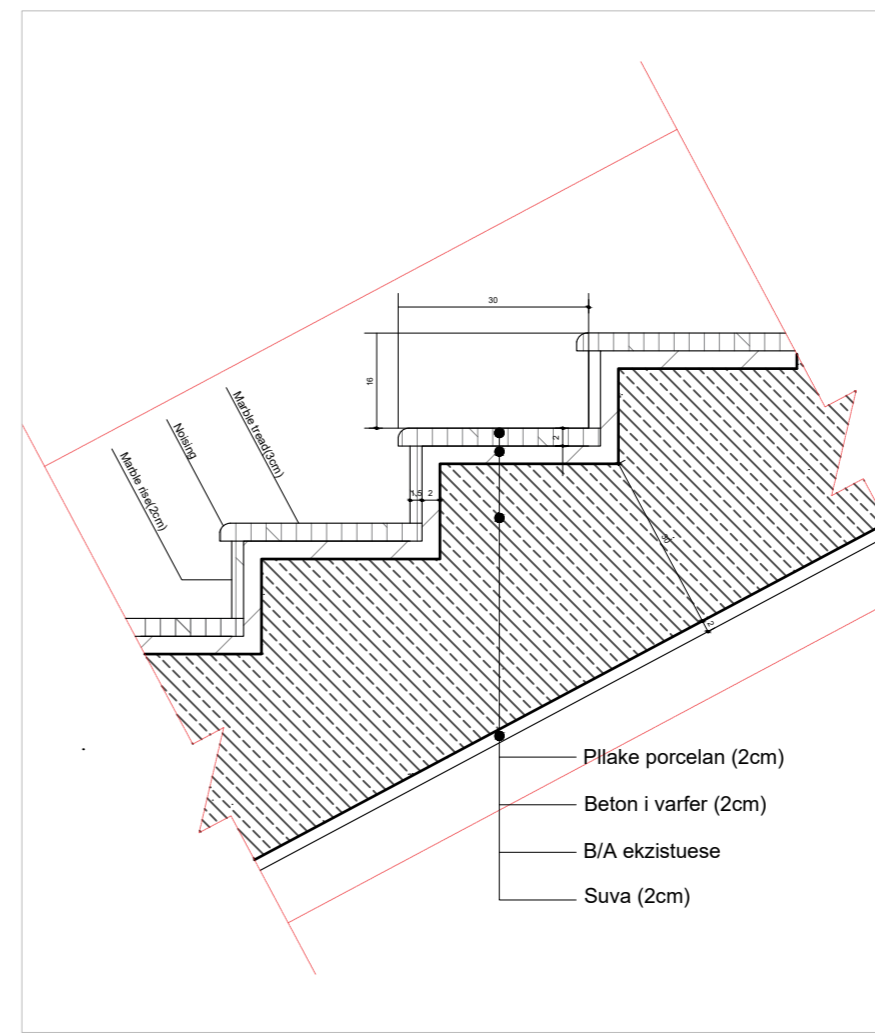 30
16
Marble tread(3cm)
Noising
Marble rise(2cm)
2
1,5
2
30
2
Pllake porcelan (2cm)
Beton i varfer (2cm)
B/A ekzistuese
Suva (2cm)